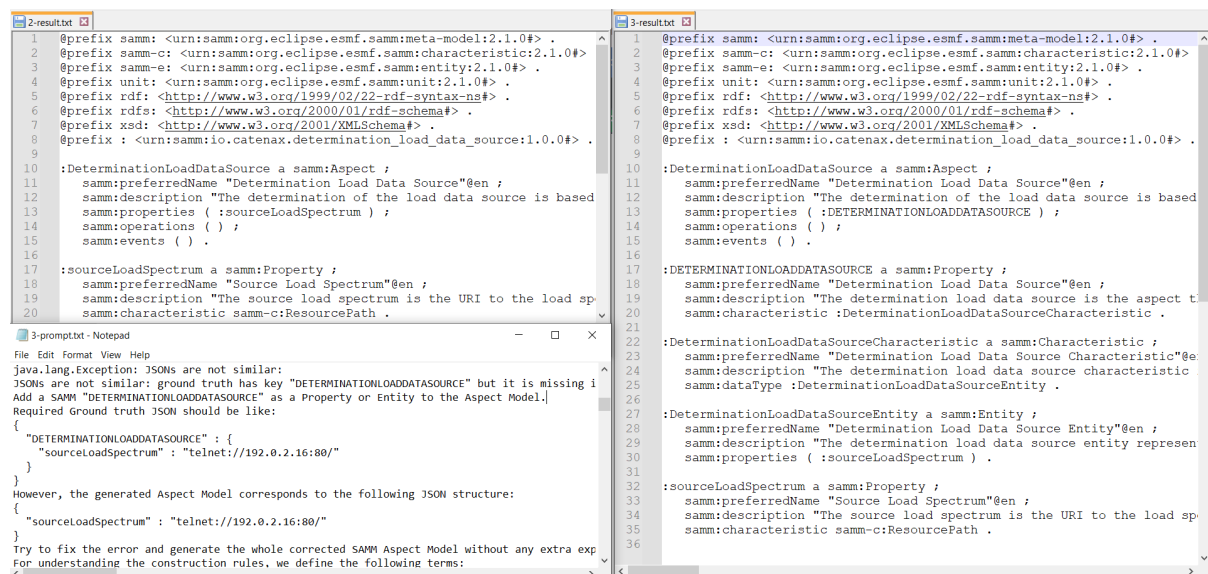 2-result.txt
1 @prefix samm: <urn:samm:org.eclipse.esmf.samm:meta-model:2.1.0#> .
2 @prefix samm-c: <urn:samm:org.eclipse.esmf.samm:characteristic:2.1.0#>
3 @prefix samm-e: <urn:samm:org.eclipse.esmf.samm:entity:2.1.0#> .
4 @prefix unit: <urn:samm:org.eclipse.esmf.samm:unit:2.1.0#> .
5 @prefix rdf: <http://www.w3.org/1999/02/22-rdf-syntax-ns#> .
6 @prefix rdfs: <http://www.w3.org/2000/01/rdf-schema#> .
7 @prefix xsd: <http://www.w3.org/2001/XMLSchema#> .
8 @prefix : <urn:samm:io.catenax.determination_load_data_source:1.0.0#> .
9
10 :DeterminationLoadDataSource a samm:Aspect ;
11 samm:preferredName "Determination Load Data Source"@en ;
12 samm:description "The determination of the load data source is based
13 samm:properties ( :sourceLoadSpectrum ) ;
14 samm:operations ( ) ;
15 samm:events ( ) .
16
17 :sourceLoadSpectrum a samm:Property ;
18 samm:preferredName "Source Load Spectrum"@en ;
19 samm:description "The source load spectrum is the URI to the load sp
20 samm:characteristic samm-c:ResourcePath .
3-prompt.txt - Notepad
File Edit Format View Help
java.lang.Exception: JSONs are not similar:
JSONs are not similar: ground truth has key "DETERMINATIONLOADDATASOURCE" but it is missing i
Add a SAMM "DETERMINATIONLOADDATASOURCE" as a Property or Entity to the Aspect Model.
Required Ground truth JSON should be like:
{
"DETERMINATIONLOADDATASOURCE" : {
"sourceLoadSpectrum" : "telnet://192.0.2.16:80/"
}
}
However, the generated Aspect Model corresponds to the following JSON structure:
{
"sourceLoadSpectrum" : "telnet://192.0.2.16:80/"
}
Try to fix the error and generate the whole corrected SAMM Aspect Model without any extra exp
For understanding the construction rules, we define the following terms:
3-result.txt
1 @prefix samm: <urn:samm:org.eclipse.esmf.samm:meta-model:2.1.0#> .
2 @prefix samm-c: <urn:samm:org.eclipse.esmf.samm:characteristic:2.1.0#>
3 @prefix samm-e: <urn:samm:org.eclipse.esmf.samm:entity:2.1.0#> .
4 @prefix unit: <urn:samm:org.eclipse.esmf.samm:unit:2.1.0#> .
5 @prefix rdf: <http://www.w3.org/1999/02/22-rdf-syntax-ns#> .
6 @prefix rdfs: <http://www.w3.org/2000/01/rdf-schema#> .
7 @prefix xsd: <http://www.w3.org/2001/XMLSchema#> .
8 @prefix : <urn:samm:io.catenax.determination_load_data_source:1.0.0#> .
9
10 :DeterminationLoadDataSource a samm:Aspect ;
11 samm:preferredName "Determination Load Data Source"@en ;
12 samm:description "The determination of the load data source is based
13 samm:properties ( :DETERMINATIONLOADDATASOURCE ) ;
14 samm:operations ( ) ;
15 samm:events ( ) .
16
17 :DETERMINATIONLOADDATASOURCE a samm:Property ;
18 samm:preferredName "Determination Load Data Source"@en ;
19 samm:description "The determination load data source is the aspect t
20 samm:characteristic :DeterminationLoadDataSourceCharacteristic .
21
22 :DeterminationLoadDataSourceCharacteristic a samm:Characteristic ;
23 samm:preferredName "Determination Load Data Source Characteristic"@e
24 samm:description "The determination load data source characteristic
25 samm:dataType :DeterminationLoadDataSourceEntity .
26
27 :DeterminationLoadDataSourceEntity a samm:Entity ;
28 samm:preferredName "Determination Load Data Source Entity"@en ;
29 samm:description "The determination load data source entity represen
30 samm:properties ( :sourceLoadSpectrum ) .
31
32 :sourceLoadSpectrum a samm:Property ;
33 samm:preferredName "Source Load Spectrum"@en ;
34 samm:description "The source load spectrum is the URI to the load sp
35 samm:characteristic samm-c:ResourcePath .
36